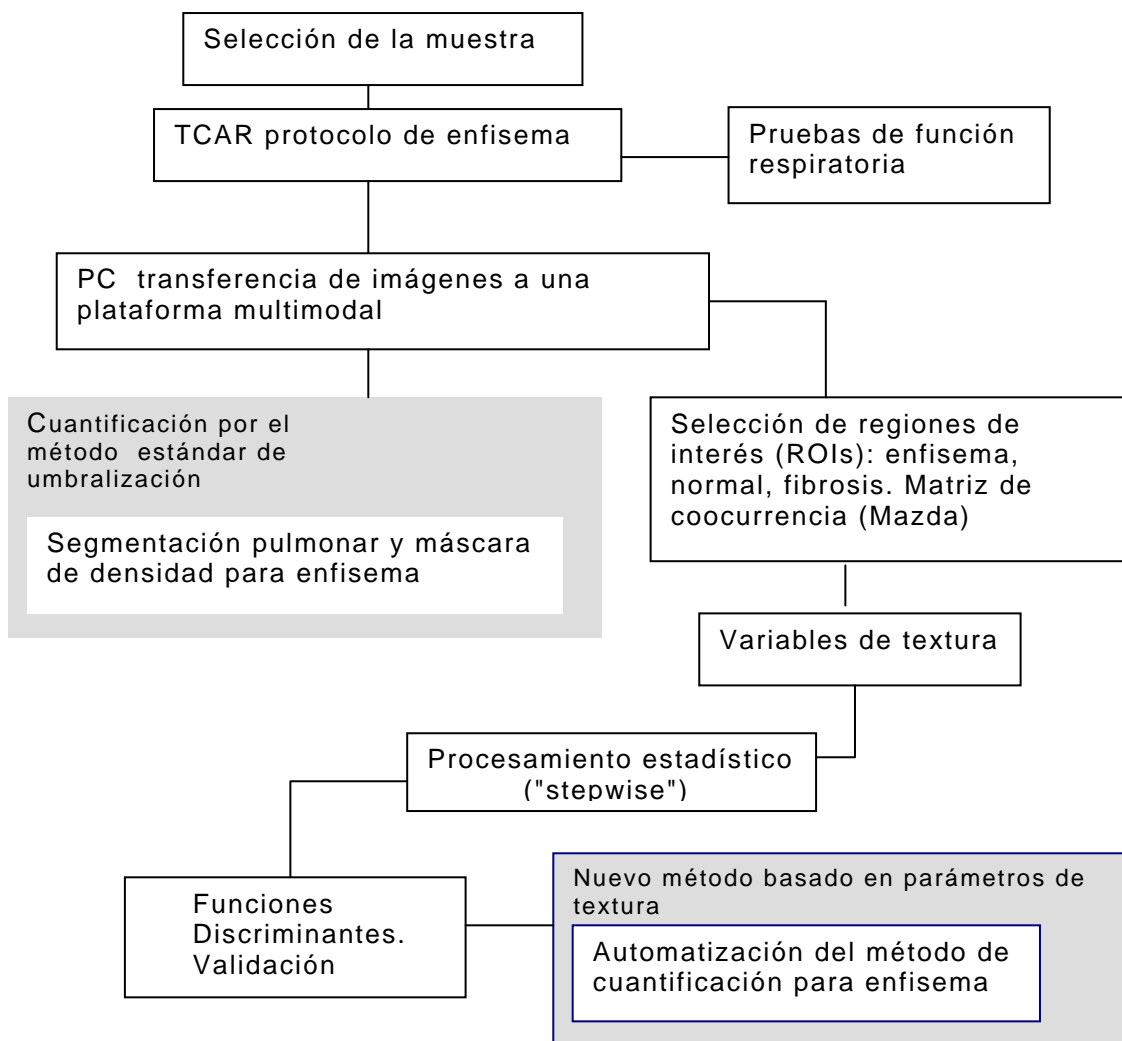 Selección de la muestra
TCAR protocolo de enfisema
Pruebas de función
respiratoria
PC  transferencia de imágenes a una
plataforma multimodal
Cuantificación por el
método  estándar de
umbralización
Segmentación pulmonar y máscara
de densidad para enfisema
Selección de regiones de
interés (ROIs): enfisema,
normal, fibrosis. Matriz de
coocurrencia (Mazda)
Variables de textura
Procesamiento estadístico
("stepwise")
Funciones
Discriminantes.
Validación
Nuevo método basado en parámetros de
textura
Automatización del método de
cuantificación para enfisema